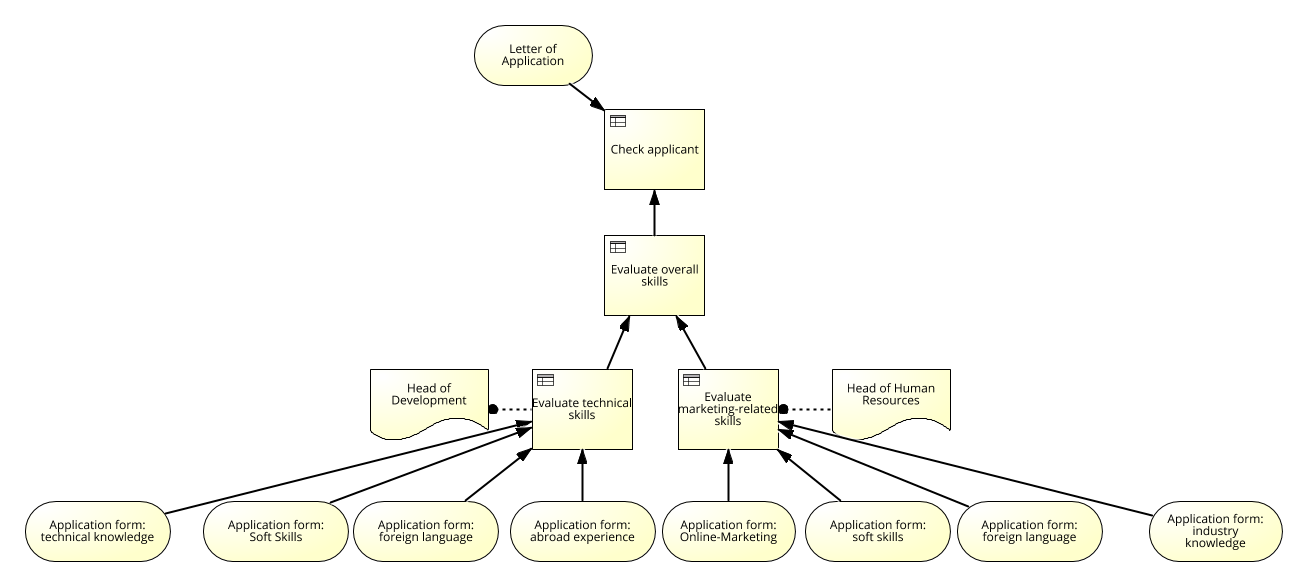 Letter of
Application
Check applicant
Evaluate overall
skills
Head of
Development
Evaluate technical
skills
Evaluate
marketing-related
skills
Head of Human
Resources
Application form:
technical knowledge
Application form:
Soft Skills
Application form:
foreign language
Application form:
abroad experience
Application form:
Online-Marketing
Application form:
soft skills
Application form:
foreign language
Application form:
industry
knowledge